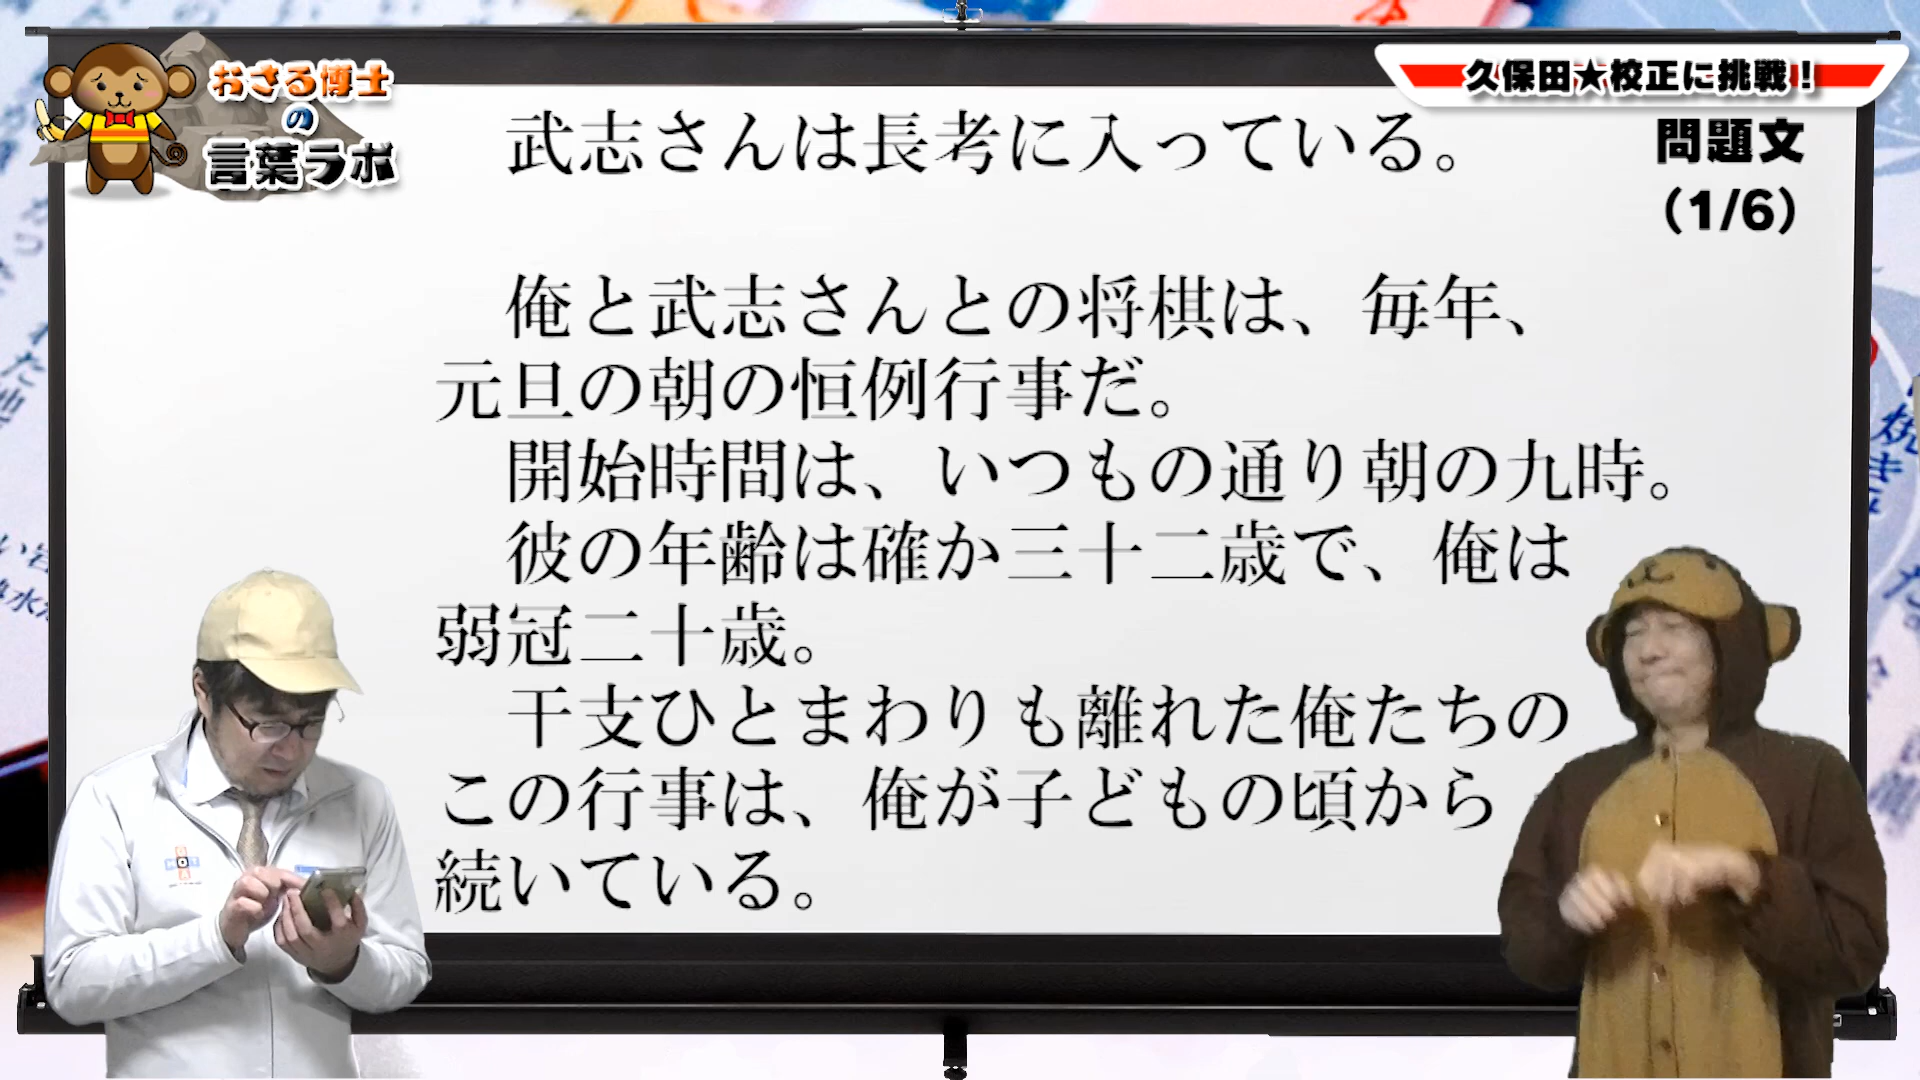 おさる博士
の
言葉ラボ
久保田★校正に挑戦！
問題文
（1/6）
武志さんは長考に入っている。
俺と武志さんとの将棋は、毎年、
元旦の朝の恒例行事だ。
開始時間は、いつもの通り朝の九時。
彼の年齢は確か三十二歳で、俺は
弱冠二十歳。
干支ひとまわりも離れた俺たちの
この行事は、俺が子どもの頃から
続いている。